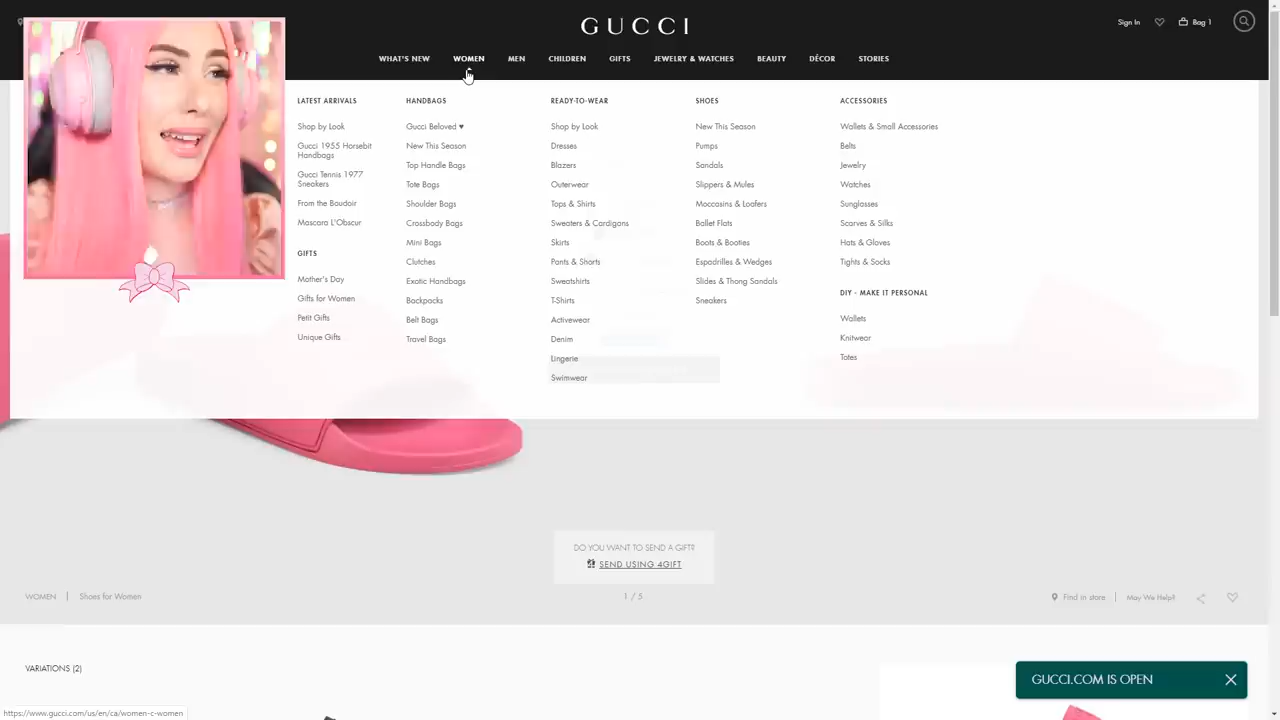 GUCCI
Sign In
Bag 1
WHAT'S NEW
WOMEN
MEN
CHILDREN
GIFTS
JEWELRY & WATCHES
BEAUTY
DÉCOR
STORIES
LATEST ARRIVALS
Shop by Look
Gucci 1955 Horsebit
Handbags
Gucci Tennis 1977
Sneakers
From the Boudoir
Mascara L'Obscur
GIFTS
Mother's Day
Gifts for Women
Petit Gifts
Unique Gifts
HANDBAGS
Gucci Beloved ♥
New This Season
Top Handle Bags
Tote Bags
Shoulder Bags
Crossbody Bags
Mini Bags
Clutches
Exotic Handbags
Backpacks
Belt Bags
Travel Bags
READY-TO-WEAR
Shop by Look
Dresses
Blazers
Outerwear
Tops & Shirts
Sweaters & Cardigans
Skirts
Pants & Shorts
Sweatshirts
T-Shirts
Activewear
Denim
Lingerie
Swimwear
SHOES
New This Season
Pumps
Sandals
Slippers & Mules
Moccasins & Loafers
Ballet Flats
Boots & Booties
Espadrilles & Wedges
Slides & Thong Sandals
Sneakers
ACCESSORIES
Wallets & Small Accessories
Belts
Jewelry
Watches
Sunglasses
Scarves & Silks
Hats & Gloves
Tights & Socks
DIY - MAKE IT PERSONAL
Wallets
Knitwear
Totes
DO YOU WANT TO SEND A GIFT?
SEND USING 4GIFT
WOMEN | Shoes for Women
1 / 5
Find in store | May We Help?
VARIATIONS (2)
GUCCI.COM IS OPEN
https://www.gucci.com/us/en/ca/women-c-women